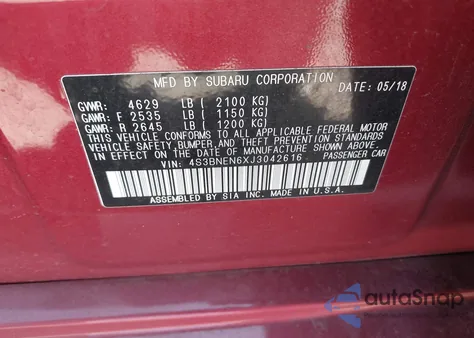 MFD BY SUBARU CORPORATION
DATE: 05/18
GVWR: 4629 LB ( 2100 KG)
GAWR: F 2535 LB ( 1150 KG)
GAWR: R 2645 LB ( 1200 KG)
THIS VEHICLE CONFORMS TO ALL APPLICABLE FEDERAL MOTOR
VEHICLE SAFETY, BUMPER, AND THEFT PREVENTION STANDARDS
IN EFFECT ON THE DATE OF MANUFACTURE SHOWN ABOVE.
VIN: 4S3BNEN6XJ3042616 PASSENGER CAR
ASSEMBLED BY SIA INC. MADE IN U.S.A.
autoSnap